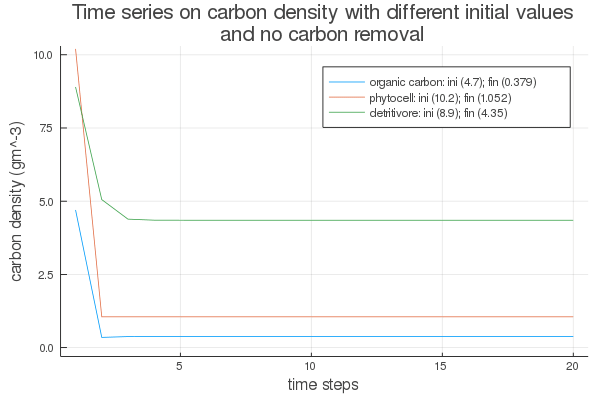 Time series on carbon density with different initial values
and no carbon removal
10.0
7.5
5.0
2.5
0.0
carbon density (gm^-3)
organic carbon: ini (4.7); fin (0.379)
phytocell: ini (10.2); fin (1.052)
detritivore: ini (8.9); fin (4.35)
5
10
15
20
time steps